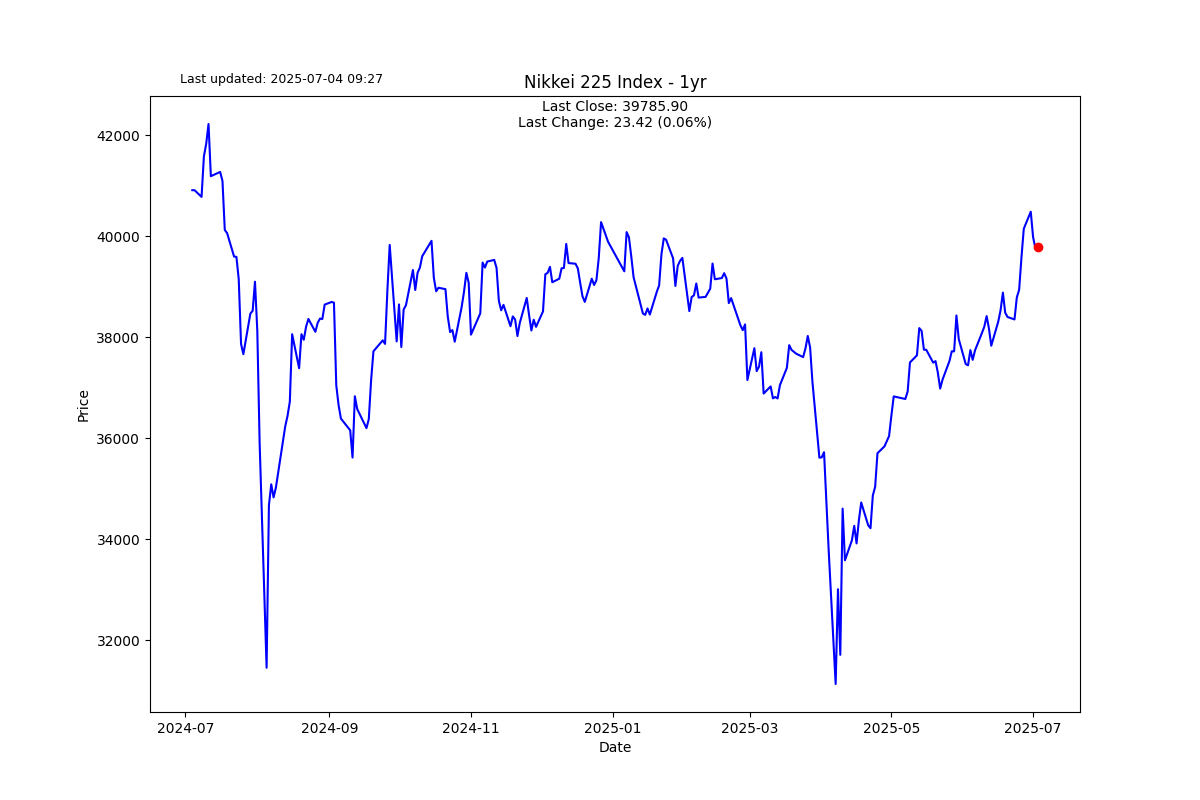 Last updated: 2025-07-04 09:27
Nikkei 225 Index - 1yr
Last Close: 39785.90
Last Change: 23.42 (0.06%)
42000
40000
38000
36000
34000
32000
Price
2024-07
2024-09
2024-11
2025-01
2025-03
2025-05
2025-07
Date